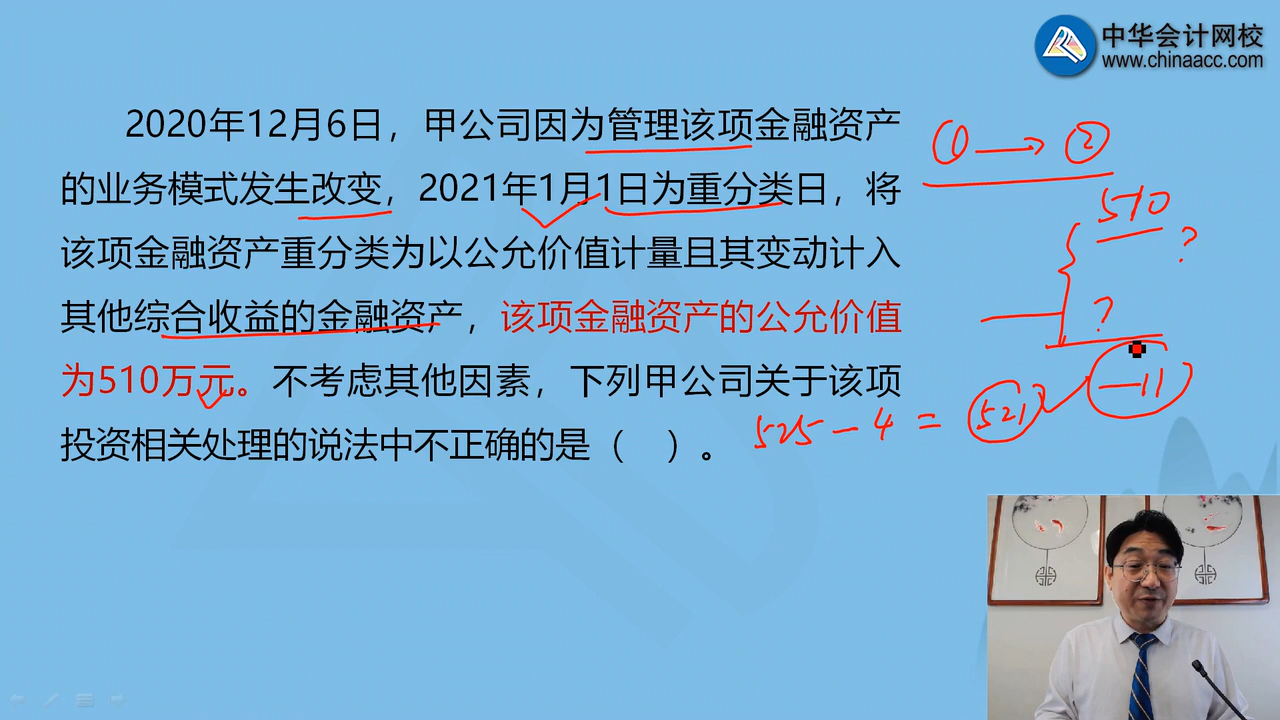 中华会计网校
www.chinaacc.com
2020年12月6日，甲公司因为管理该项金融资产
的业务模式发生改变，2021年1月1日为重分类日，将
该项金融资产重分类为以公允价值计量且其变动计入
其他综合收益的金融资产，该项金融资产的公允价值
为510万元。不考虑其他因素，下列甲公司关于该项
投资相关处理的说法中不正确的是（ ）。
① → ②
510
?
?
-11
525-4=521